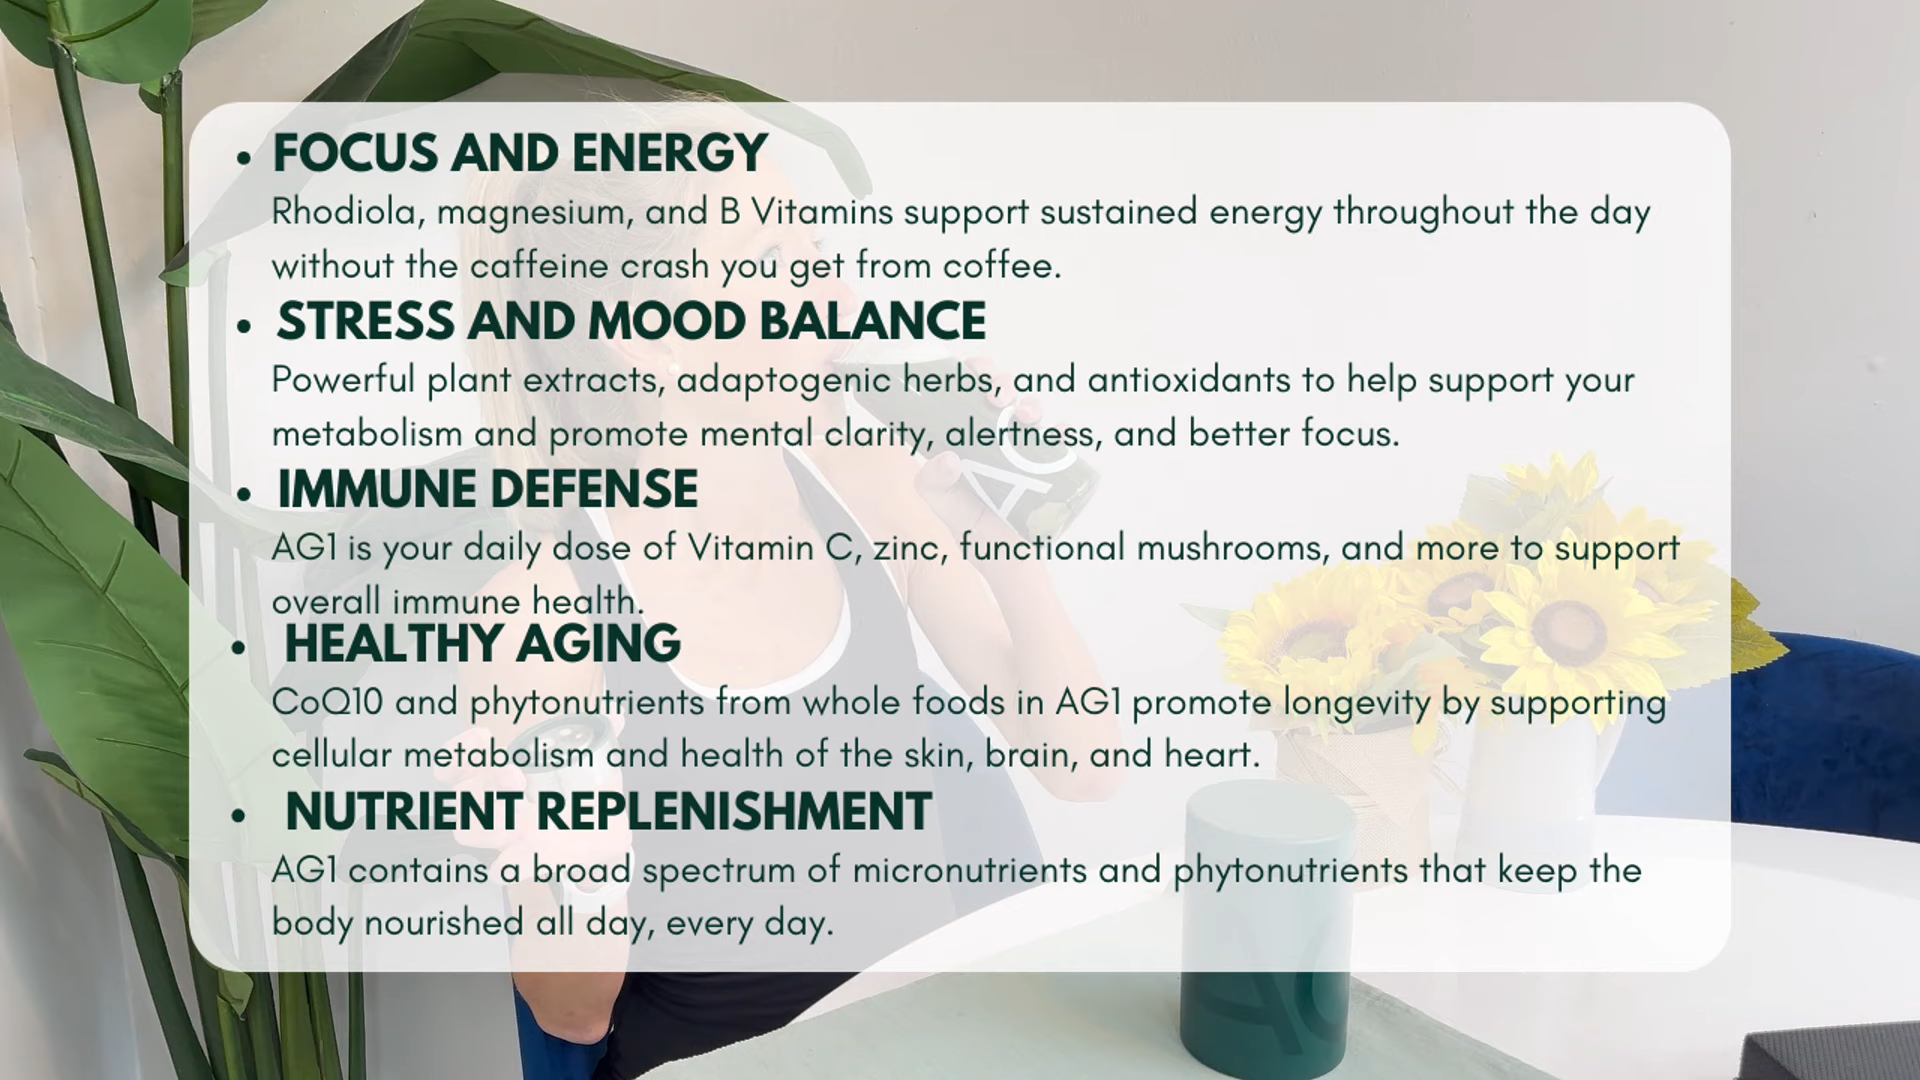 • FOCUS AND ENERGY
Rhodiola, magnesium, and B Vitamins support sustained energy throughout the day
without the caffeine crash you get from coffee.
• STRESS AND MOOD BALANCE
Powerful plant extracts, adaptogenic herbs, and antioxidants to help support your
metabolism and promote mental clarity, alertness, and better focus.
• IMMUNE DEFENSE
AG1 is your daily dose of Vitamin C, zinc, functional mushrooms, and more to support
overall immune health.
• HEALTHY AGING
CoQ10 and phytonutrients from whole foods in AG1 promote longevity by supporting
cellular metabolism and health of the skin, brain, and heart.
• NUTRIENT REPLENISHMENT
AG1 contains a broad spectrum of micronutrients and phytonutrients that keep the
body nourished all day, every day.